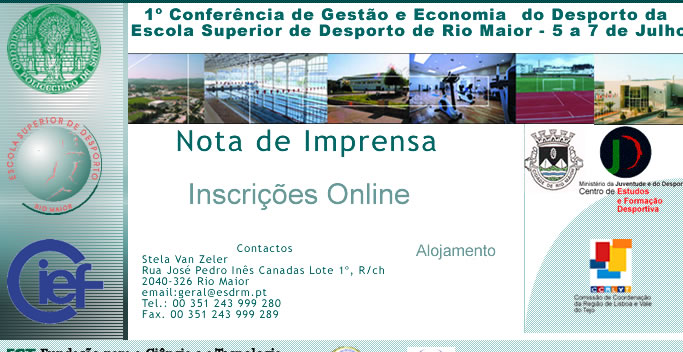 1º Conferência de Gestão e Economia do Desporto da
Escola Superior de Desporto de Rio Maior - 5 a 7 de Julho
Nota de Imprensa
Inscrições Online
Contactos
Stela Van Zeler
Rua José Pedro Inês Canadas Lote 1º, R/ch
2040-326 Rio Maior
email:geral@esdrm.pt
Tel.: 00 351 243 999 280
Fax. 00 351 243 999 289
Alojamento
ESCOLA SUPERIOR DE DESPORTO
RIO MAIOR
Cief
Ministério da Juventude e do Despor
Centro de Estudos
e Formação
Desportiva
CCRLVT
Comissão de Coordenação
da Região de Lisboa e Vale
do Tejo